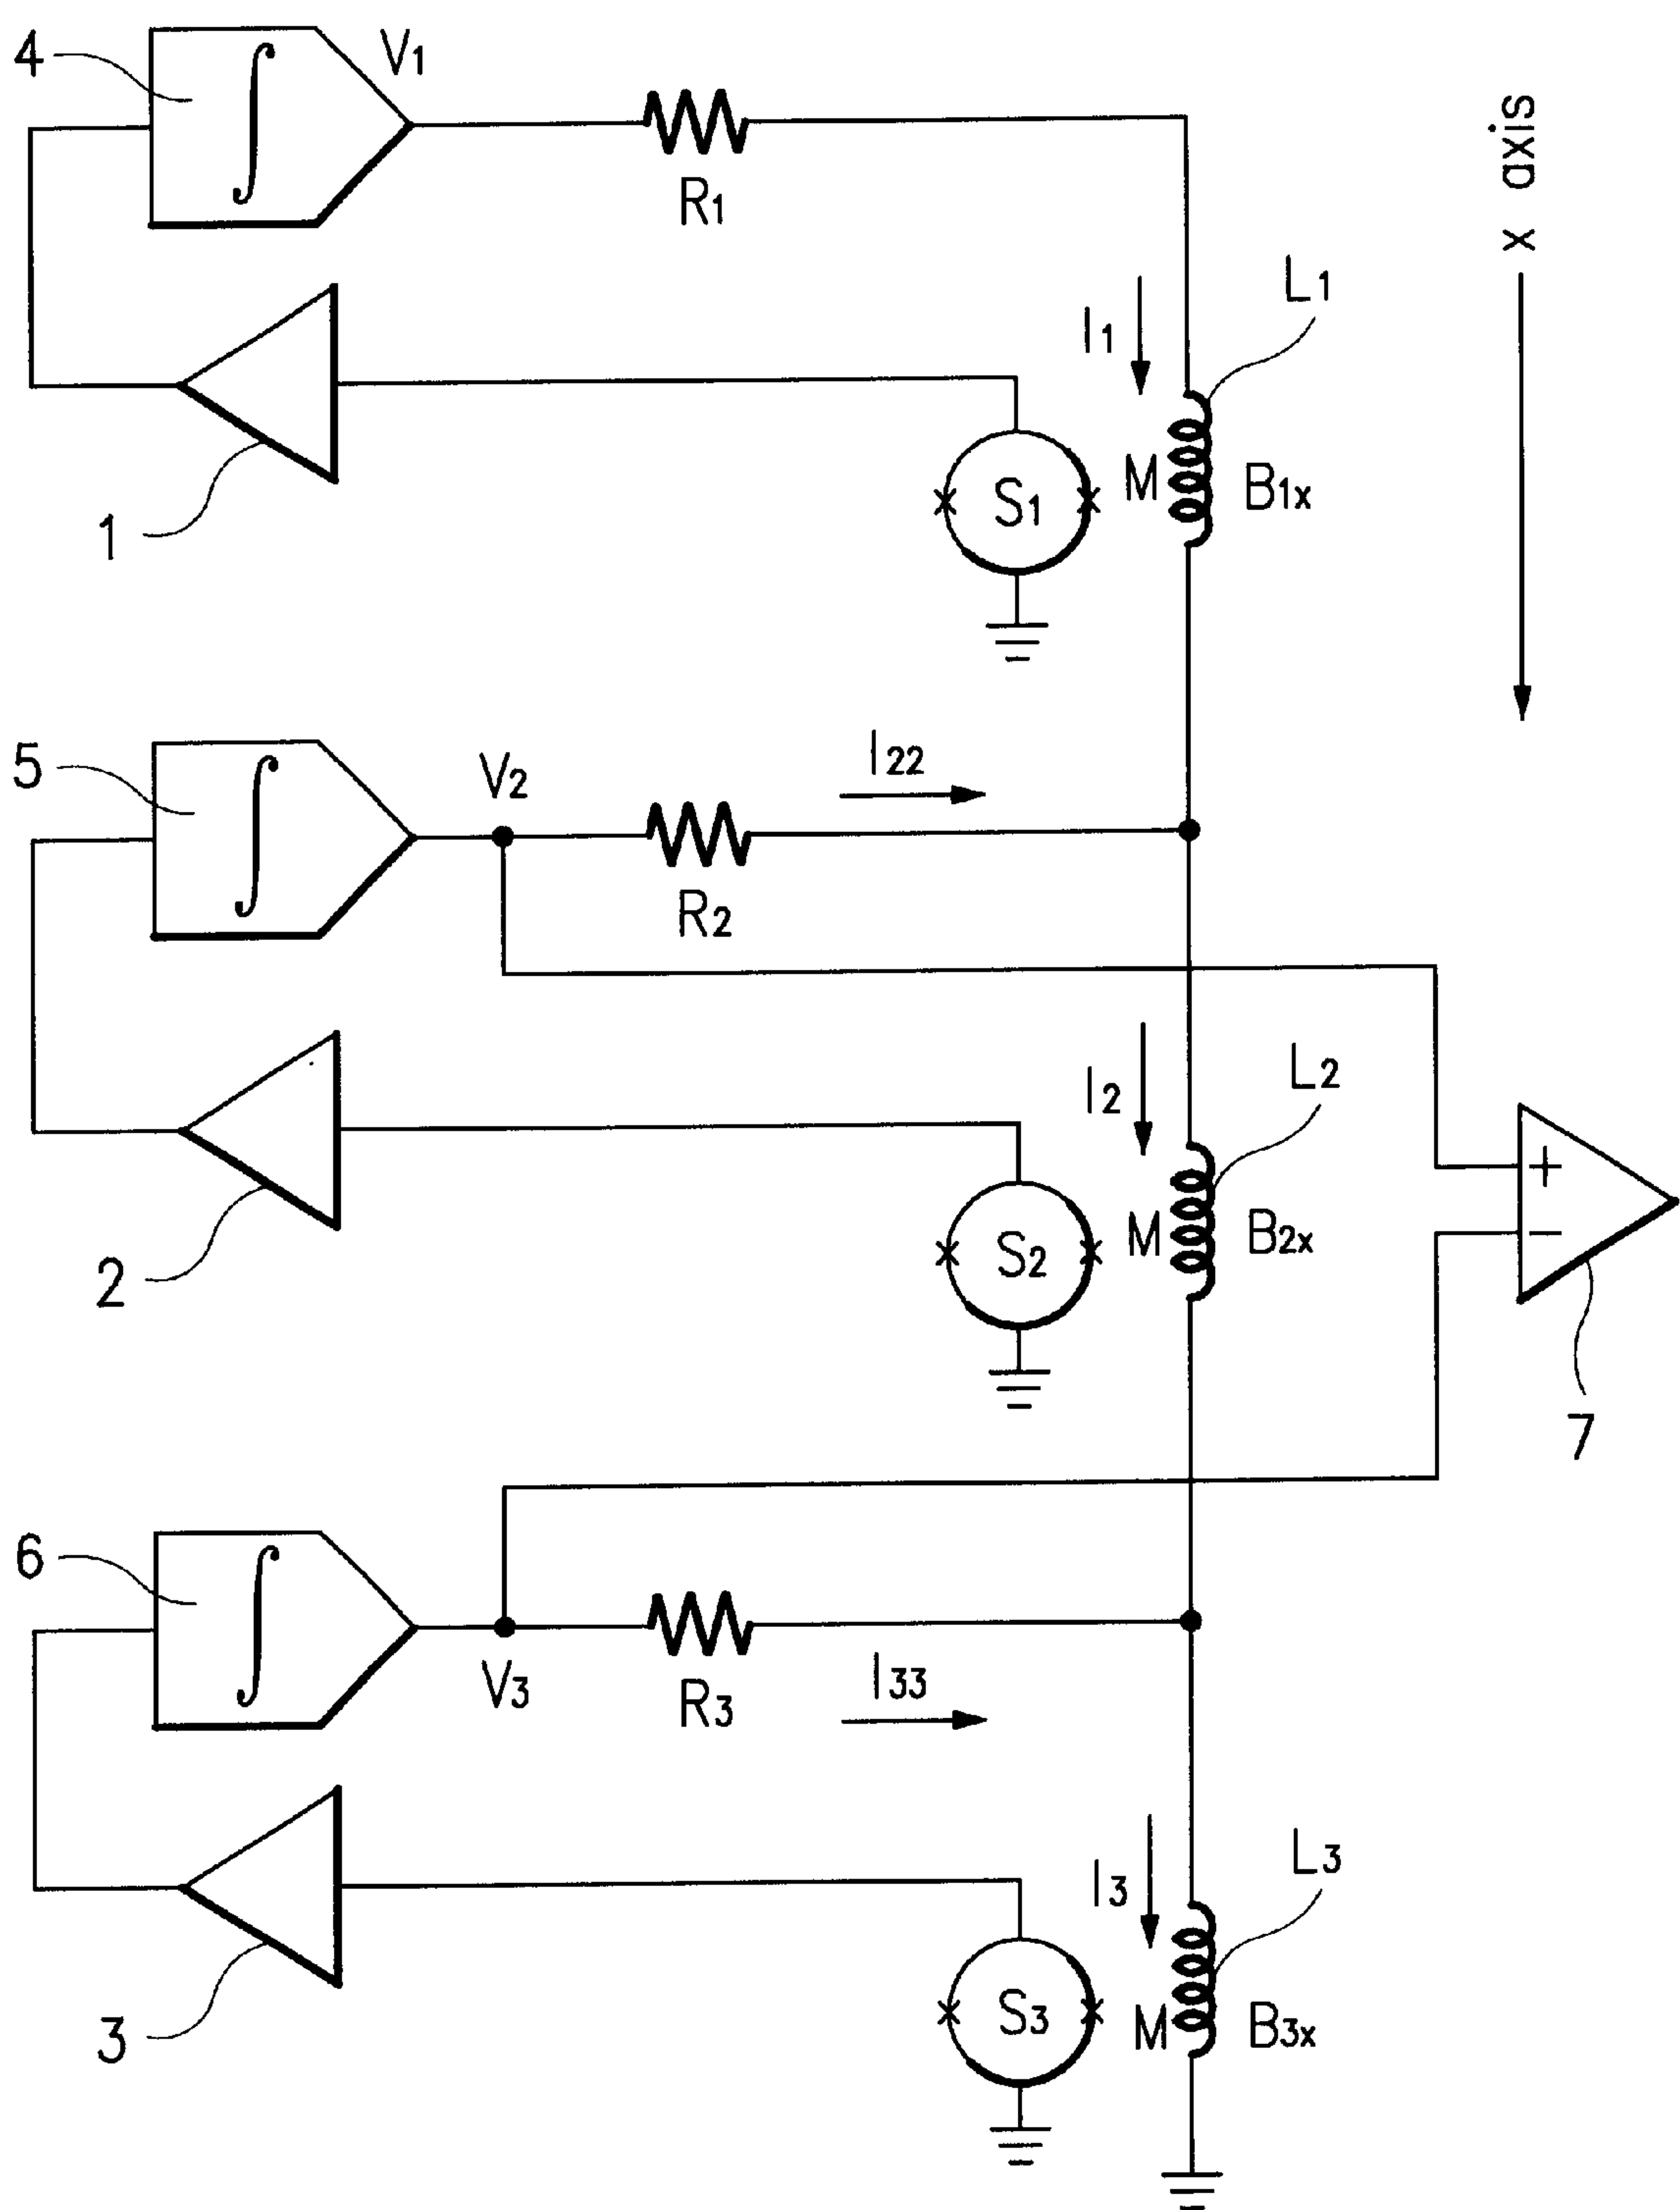 4
V1
R1
x axis
I1
L1
1
S1
M
B1x
5
V2
I22
R2
I2
L2
+
2
S2
M
B2x
−
7
6
V3
R3
I33
I3
L3
3
S3
M
B3x